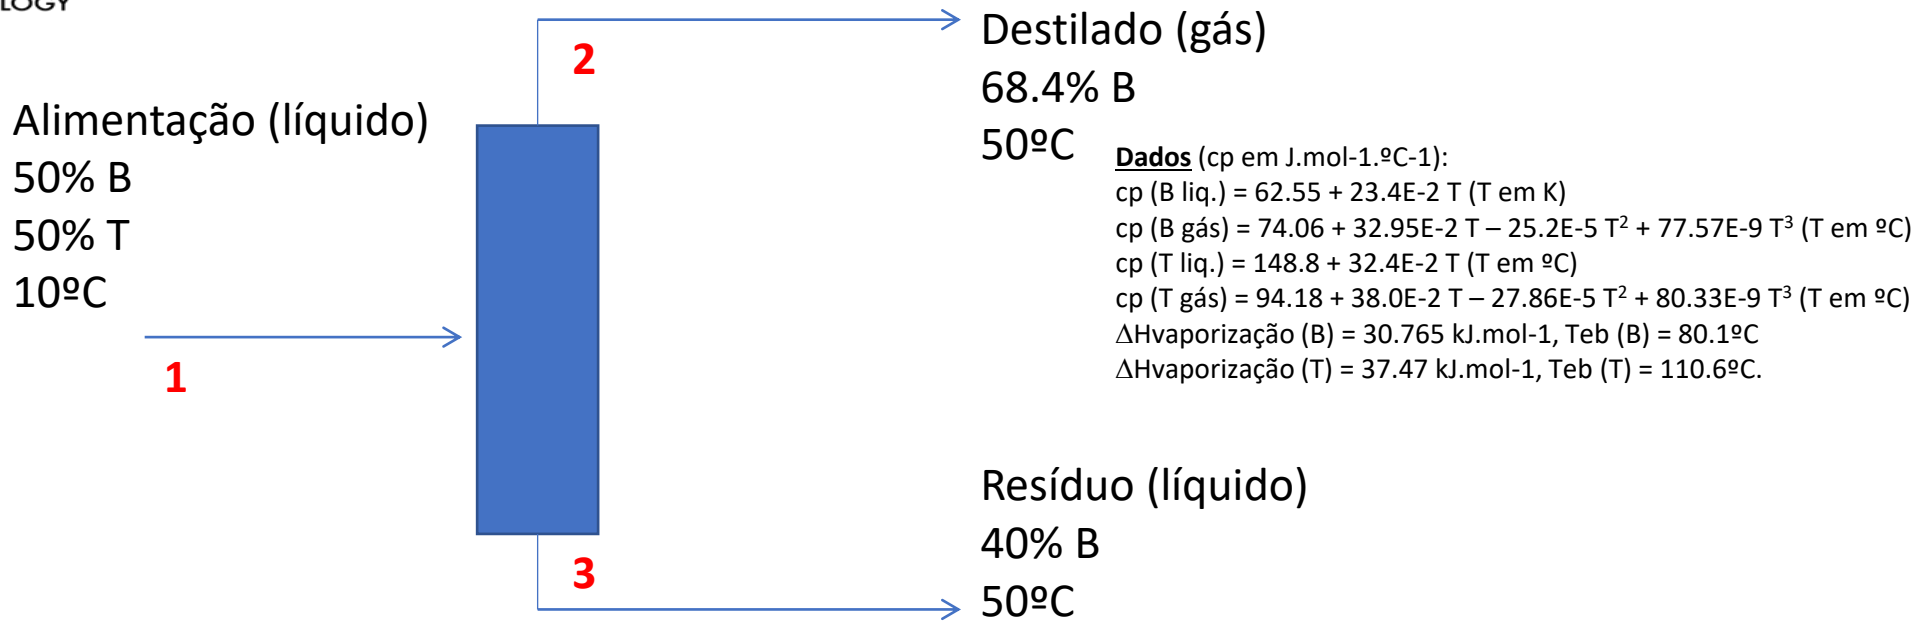 Alimentação (líquido)
50% B
50% T
10ºC
1
2
3
Destilado (gás)
68.4% B
50ºC
Dados (cp em J.mol-1.ºC-1):
cp (B liq.) = 62.55 + 23.4E-2 T (T em K)
cp (B gás) = 74.06 + 32.95E-2 T – 25.2E-5 T² + 77.57E-9 T³ (T em ºC)
cp (T liq.) = 148.8 + 32.4E-2 T (T em ºC)
cp (T gás) = 94.18 + 38.0E-2 T – 27.86E-5 T² + 80.33E-9 T³ (T em ºC)
ΔHvaporização (B) = 30.765 kJ.mol-1, Teb (B) = 80.1ºC
ΔHvaporização (T) = 37.47 kJ.mol-1, Teb (T) = 110.6ºC.
Resíduo (líquido)
40% B
50ºC